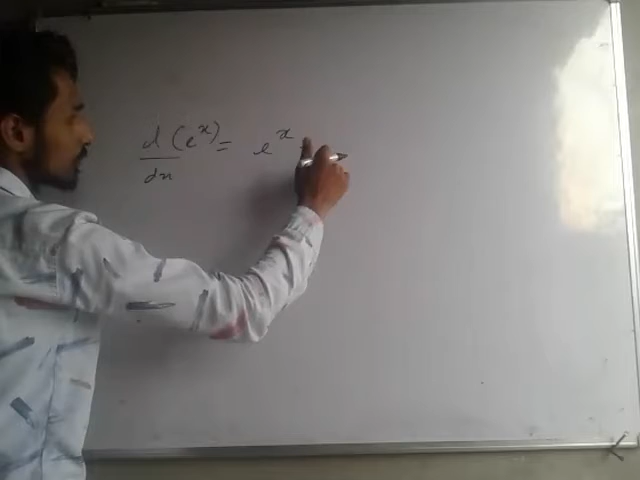 d/dx (e^x) = e^x